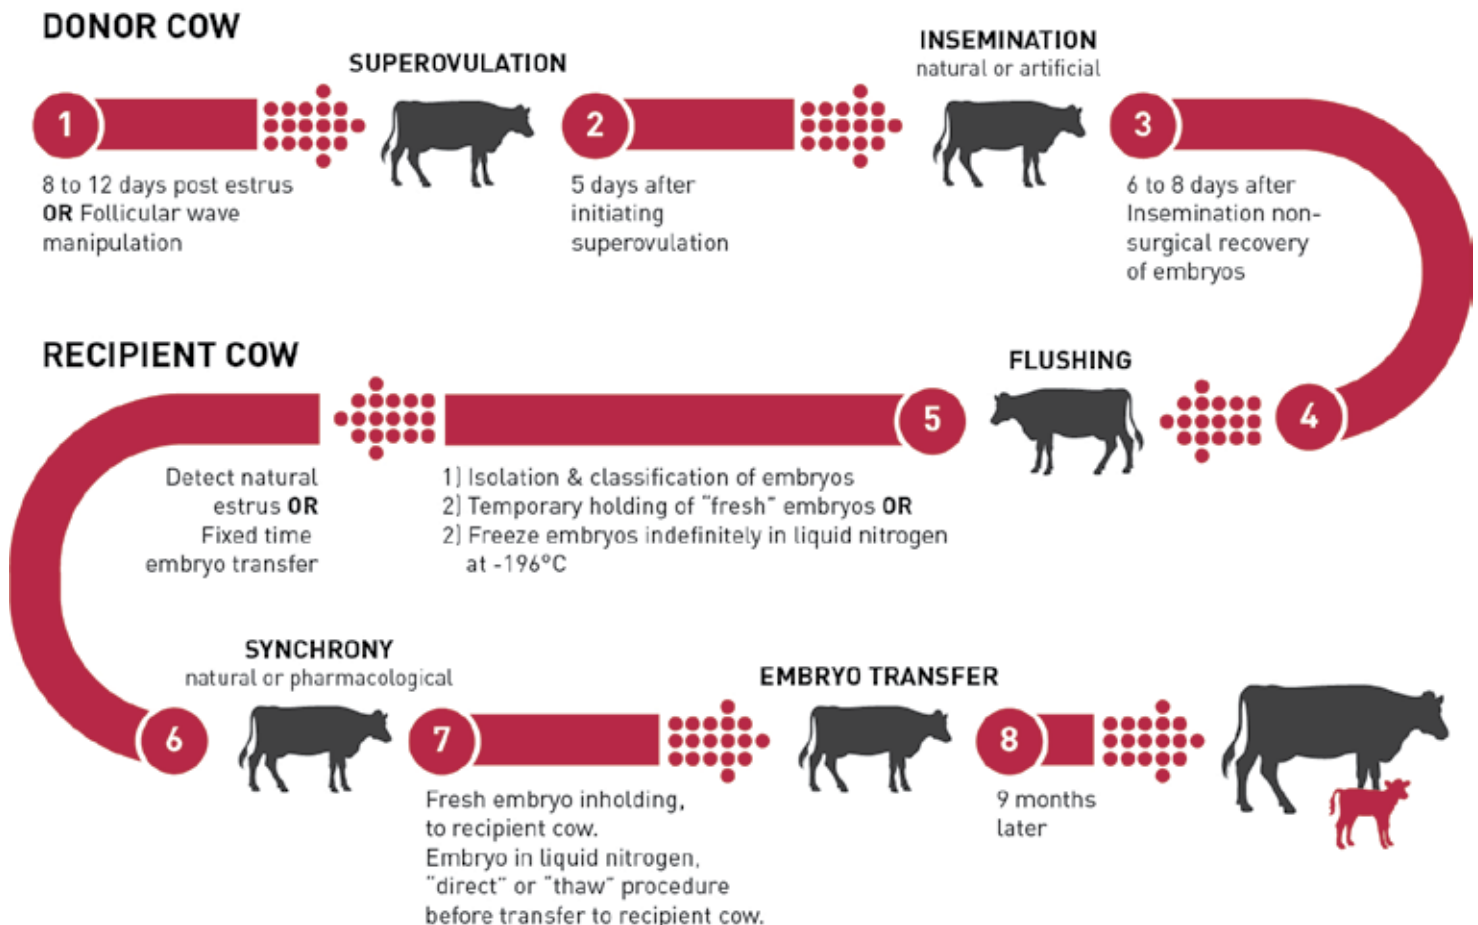 DONOR COW
SUPEROVULATION
INSEMINATION
natural or artificial
1
2
3
8 to 12 days post estrus
OR Follicular wave
manipulation
5 days after
initiating
superovulation
6 to 8 days after
Insemination non-
surgical recovery
of embryos
RECIPIENT COW
FLUSHING
4
5
1) Isolation & classification of embryos
2) Temporary holding of "fresh" embryos OR
2) Freeze embryos indefinitely in liquid nitrogen
at -196°C
Detect natural
estrus OR
Fixed time
embryo transfer
SYNCHRONY
natural or pharmacological
EMBRYO TRANSFER
6
7
8
Fresh embryo inholding,
to recipient cow.
Embryo in liquid nitrogen,
"direct" or "thaw" procedure
before transfer to recipient cow.
9 months
later